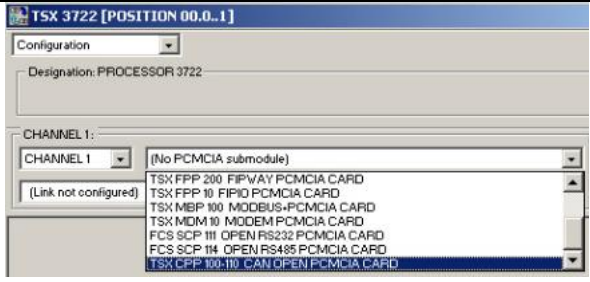 TSX 3722 [POSITION 00.0..1]
Configuration
Designation: PROCESSOR 3722
CHANNEL 1:
CHANNEL 1 (No PCMCIA submodule)
(Link not configured)
TSX FPP 200 FIPWAY PCMCIA CARD
TSX FPP 10 FIPIO PCMCIA CARD
TSX MBP 100 MODBUS+PCMCIA CARD
TSX MDM 10 MODEM PCMCIA CARD
FCS SCP 111 OPEN RS232 PCMCIA CARD
FCS SCP 114 OPEN RS485 PCMCIA CARD
TSX CPP 100-110 CAN OPEN PCMCIA CARD